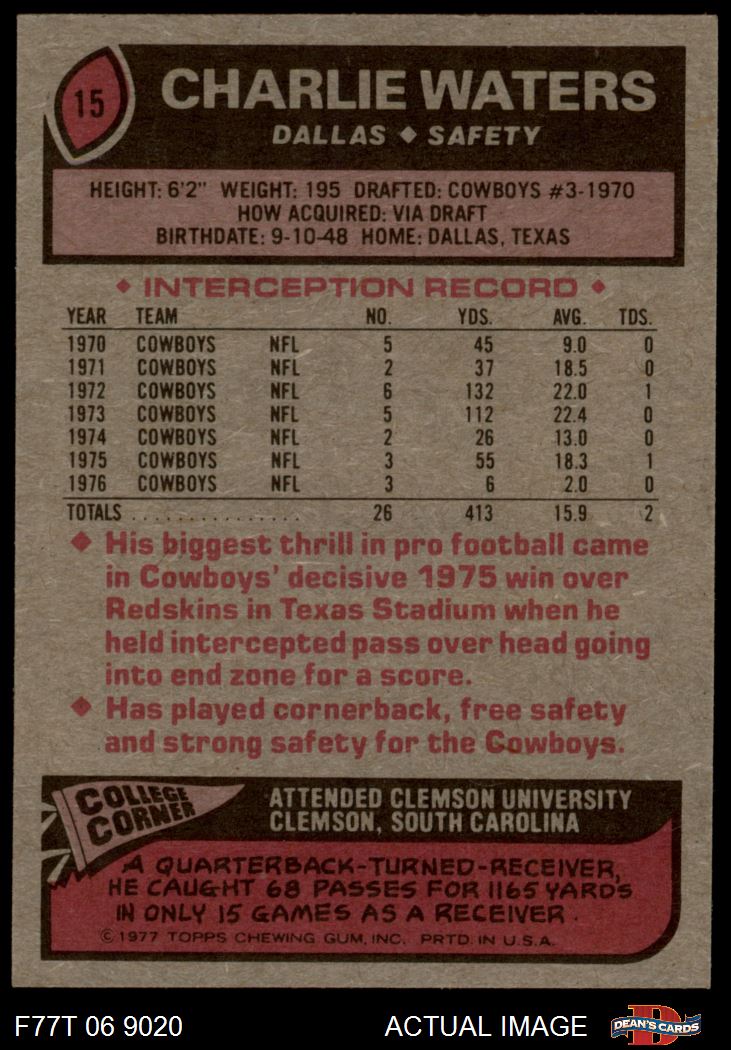 15
CHARLIE WATERS
DALLAS ◆ SAFETY
HEIGHT: 6'2" WEIGHT: 195 DRAFTED: COWBOYS #3-1970
HOW ACQUIRED: VIA DRAFT
BIRTHDATE: 9-10-48 HOME: DALLAS, TEXAS
◆ INTERCEPTION RECORD ◆
YEAR TEAM NO. YDS. AVG. TDS.
1970 COWBOYS NFL 5 45 9.0 0
1971 COWBOYS NFL 2 37 18.5 0
1972 COWBOYS NFL 6 132 22.0 1
1973 COWBOYS NFL 5 112 22.4 0
1974 COWBOYS NFL 2 26 13.0 0
1975 COWBOYS NFL 3 55 18.3 1
1976 COWBOYS NFL 3 6 2.0 0
TOTALS ................ 26 413 15.9 2
◆ His biggest thrill in pro football came
in Cowboys' decisive 1975 win over
Redskins in Texas Stadium when he
held intercepted pass over head going
into end zone for a score.
◆ Has played cornerback, free safety
and strong safety for the Cowboys.
COLLEGE
CORNER
ATTENDED CLEMSON UNIVERSITY
CLEMSON, SOUTH CAROLINA
A QUARTERBACK-TURNED-RECEIVER,
HE CAUGHT 68 PASSES FOR 1165 YARDS
IN ONLY 15 GAMES AS A RECEIVER.
© 1977 TOPPS CHEWING GUM, INC. PRTD. IN U.S.A.
F77T 06 9020
ACTUAL IMAGE
D
DEAN'S CARDS